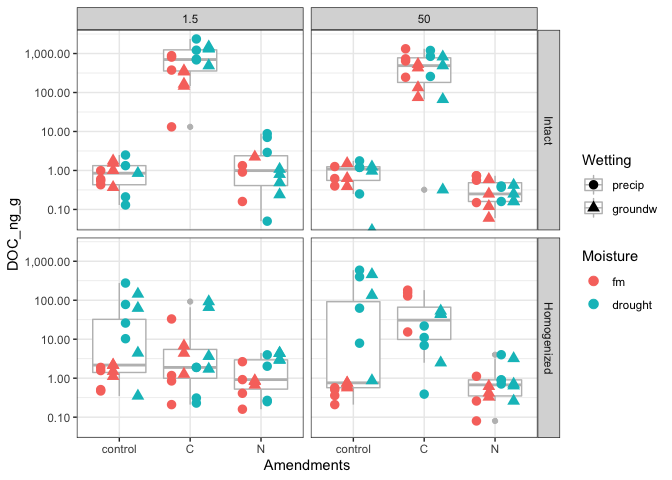 1.5
50
1,000.00
100.00
10.00
1.00
0.10
Intact
1,000.00
100.00
10.00
1.00
0.10
Homogenized
DOC_ng_g
control
C
N
control
C
N
Amendments
Wetting
precip
groundw
Moisture
fm
drought